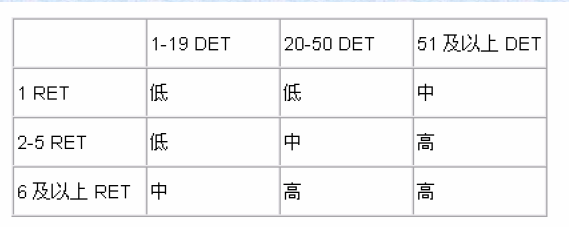 1-19 DET 20-50 DET 51 及以上 DET
1 RET 低 低 中
2-5 RET 低 中 高
6 及以上 RET 中 高 高